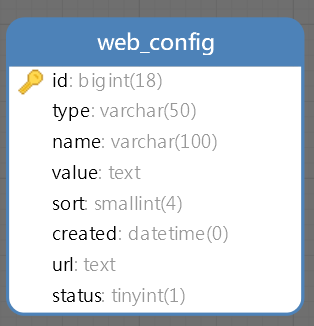 web_config
id: bigint(18)
type: varchar(50)
name: varchar(100)
value: text
sort: smallint(4)
created: datetime(0)
url: text
status: tinyint(1)